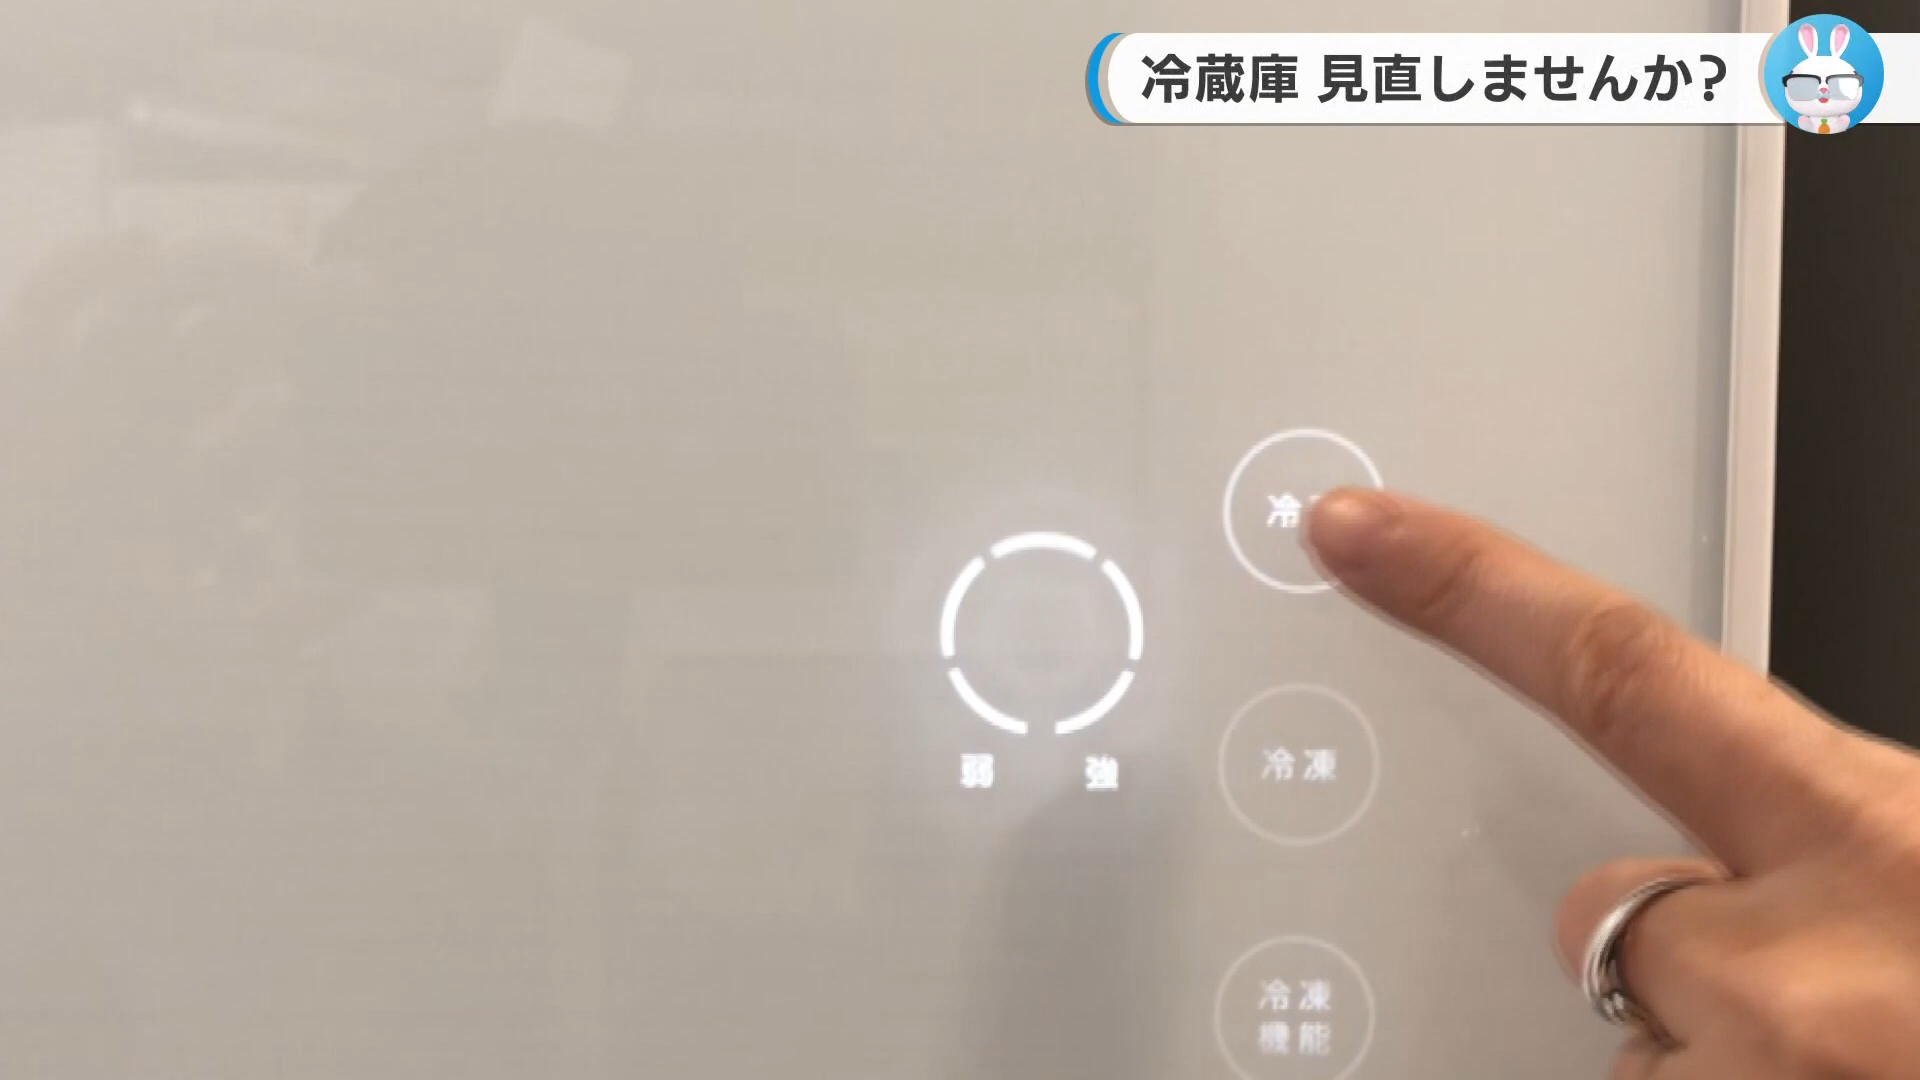 冷蔵庫 見直しませんか?
冷
弱 強
冷凍
冷凍
機能